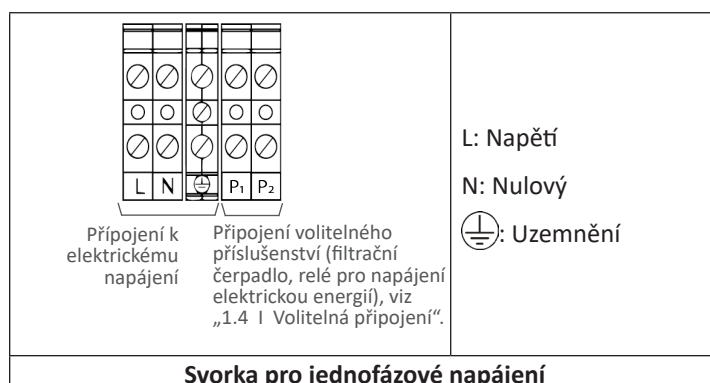 L N P₁ P₂
Přípojení k
elektrickému
napájení
Připojení volitelného
příslušenství (filtrační
čerpadlo, relé pro napájení
elektrickou energií), viz
„1.4 I Volitelná připojení“.
L: Napětí
N: Nulový
: Uzemnění
Svorka pro jednofázové napájení